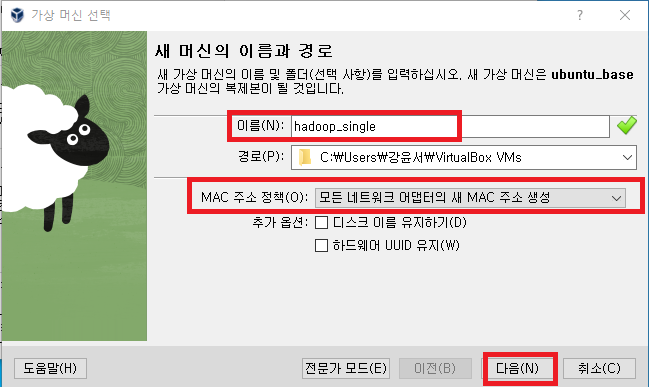 가상 머신 선택
새 머신의 이름과 경로
새 가상 머신의 이름 및 폴더(선택 사항)를 입력하십시오. 새 가상 머신은 ubuntu_base
가상 머신의 복제본이 될 것입니다.
이름(N): hadoop_single
경로(P): C:\Users\강윤서\VirtualBox VMs
MAC 주소 정책(O): 모든 네트워크 어댑터의 새 MAC 주소 생성
추가 옵션: 디스크 이름 유지하기(D)
하드웨어 UUID 유지(W)
도움말(H) 전문가 모드(E) 이전(B) 다음(N) 취소(C)